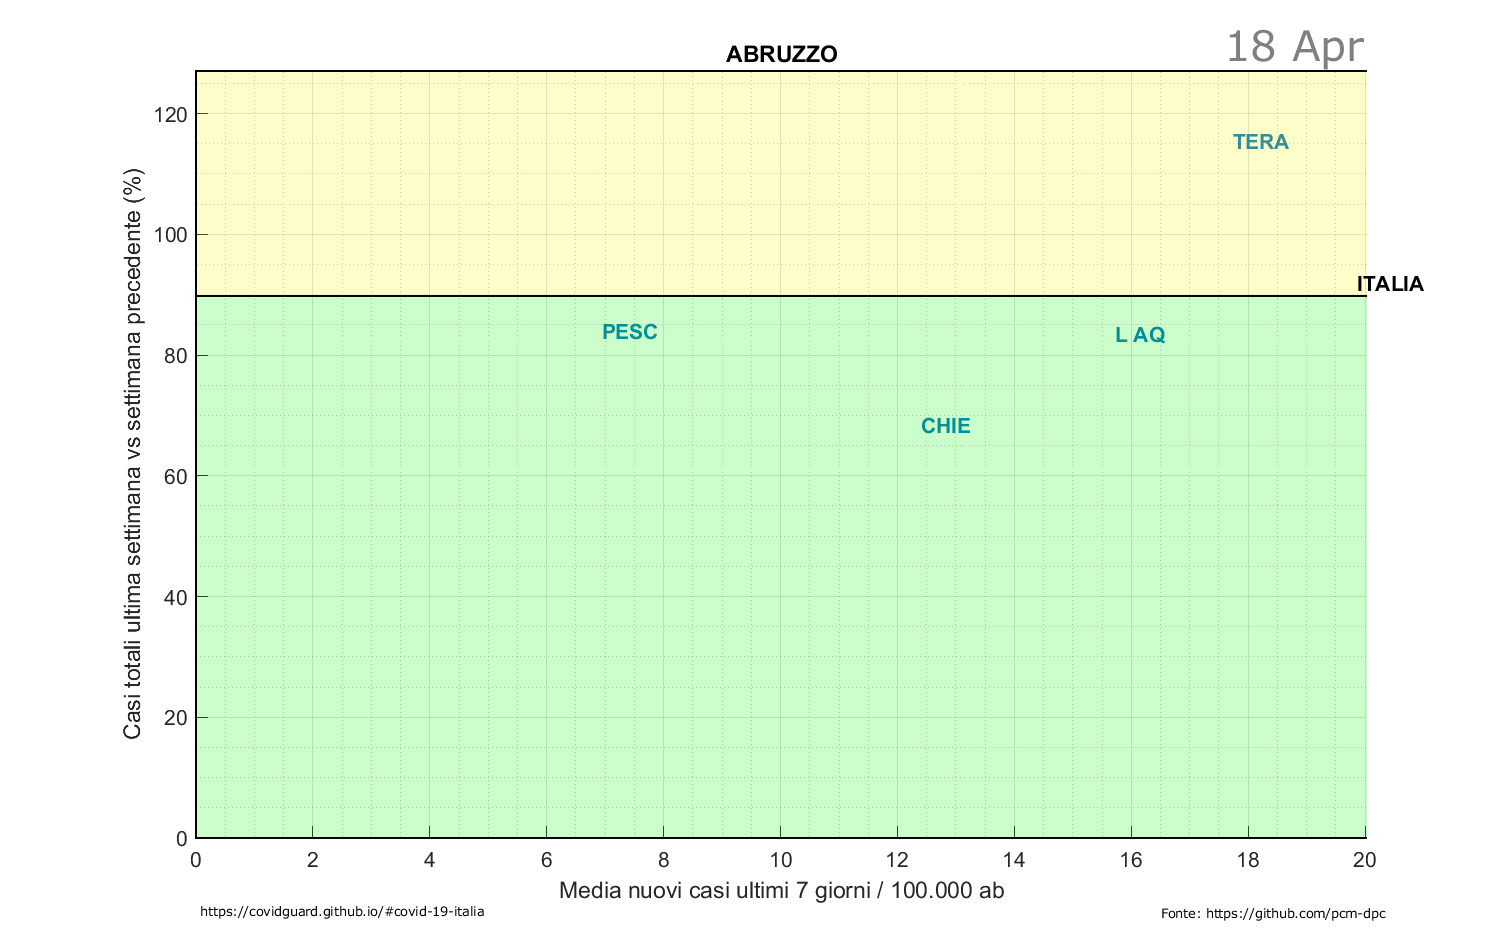 ABRUZZO
18 Apr
120
TERA
100
ITALIA
PESC
L AQ
80
CHIE
60
40
20
0
0 2 4 6 8 10 12 14 16 18 20
Casi totali ultima settimana vs settimana precedente (%)
Media nuovi casi ultimi 7 giorni / 100.000 ab
https://covidguard.github.io/#covid-19-italia
Fonte: https://github.com/pcm-dpc